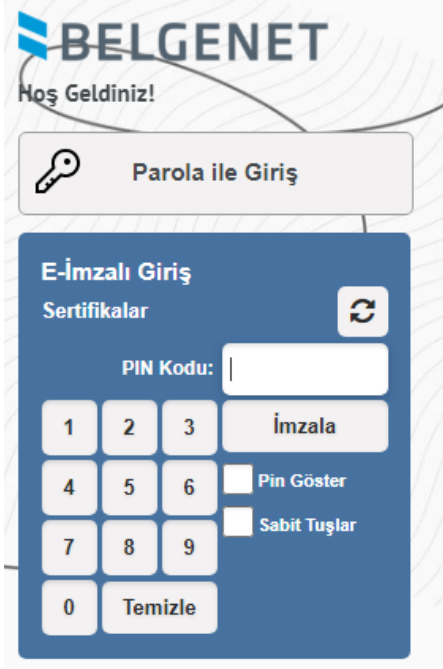 BELGENET
Hoş Geldiniz!
Parola ile Giriş
E-İmzalı Giriş
Sertifikalar
PIN Kodu:
1 2 3 İmzala
4 5 6 Pin Göster
Sabit Tuşlar
7 8 9
0 Temizle